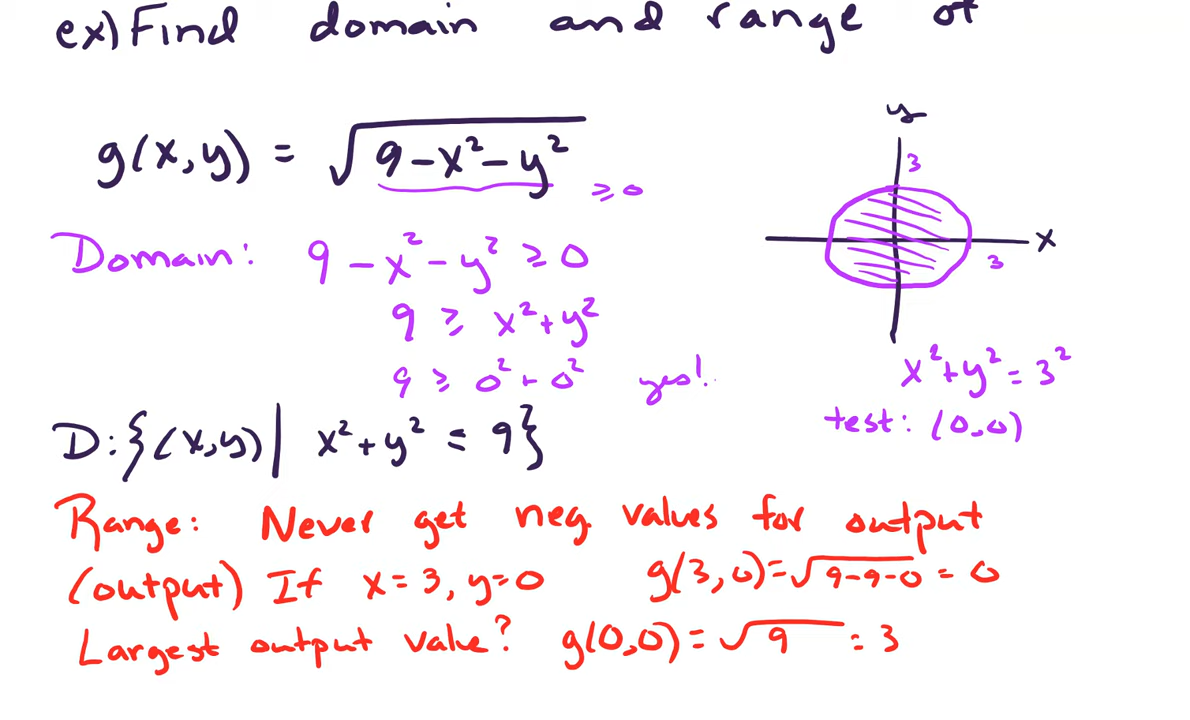 ex) Find domain and range of
g(x,y) = √(9-x²-y²) ≥ 0
y
3
x
3
Domain: 9 - x² - y² ≥ 0
9 ≥ x² + y²
9 ≥ 0² + 0² yes!
x² + y² = 3²
test: (0,0)
D: {(x,y) | x² + y² ≤ 9}
Range: Never get neg. values for output
(output) If x = 3, y = 0 g(3,0) = √(9-9-0) = 0
Largest output value? g(0,0) = √9 = 3